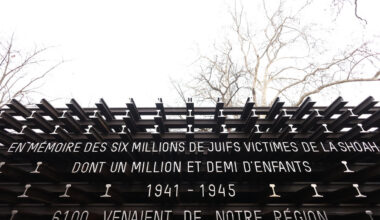 EN MÉMOIRE DES SIX MILLIONS DE JUIFS VICTIMES DE LA SHOAH
DONT UN MILLION ET DEMI D'ENFANTS
1941 - 1945
6100 VENAIENT DE NOTRE RÉGION